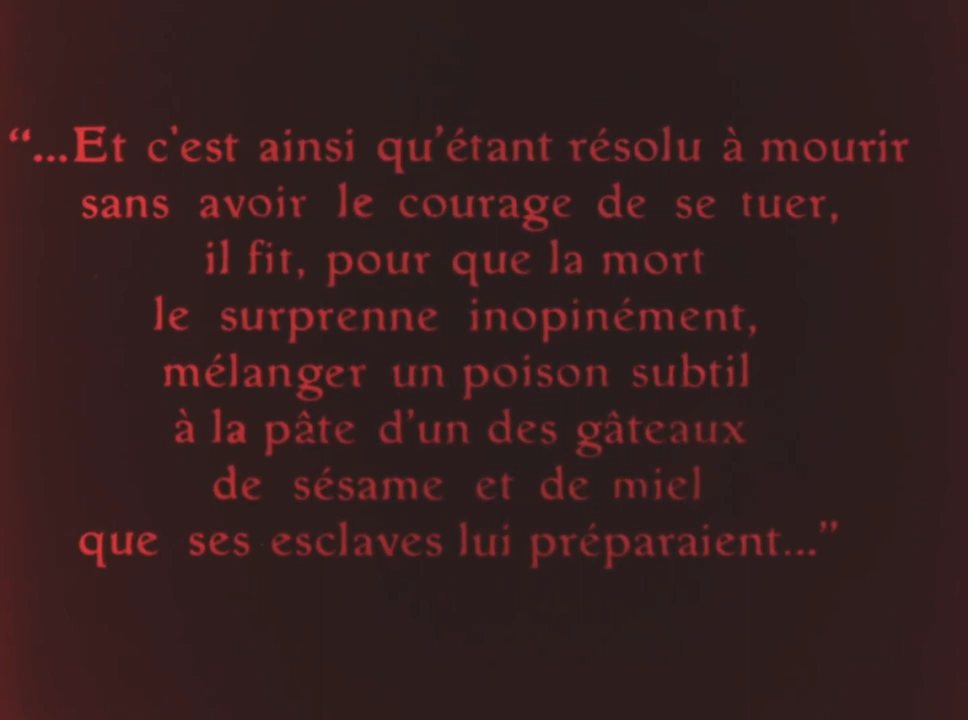 “...Et c'est ainsi qu'étant résolu à mourir
sans avoir le courage de se tuer,
il fit, pour que la mort
le surprenne inopinément,
mélanger un poison subtil
à la pâte d'un des gâteaux
de sésame et de miel
que ses esclaves lui préparaient...”